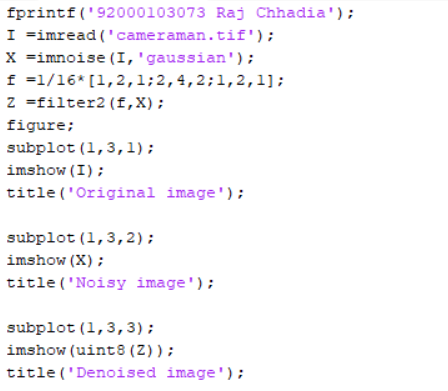 fprintf('92000103073 Raj Chhadia');
I =imread('cameraman.tif');
X =imnoise(I,'gaussian');
f =1/16*[1,2,1;2,4,2;1,2,1];
Z =filter2(f,X);
figure;
subplot(1,3,1);
imshow(I);
title('Original image');
subplot(1,3,2);
imshow(X);
title('Noisy image');
subplot(1,3,3);
imshow(uint8(Z));
title('Denoised image');